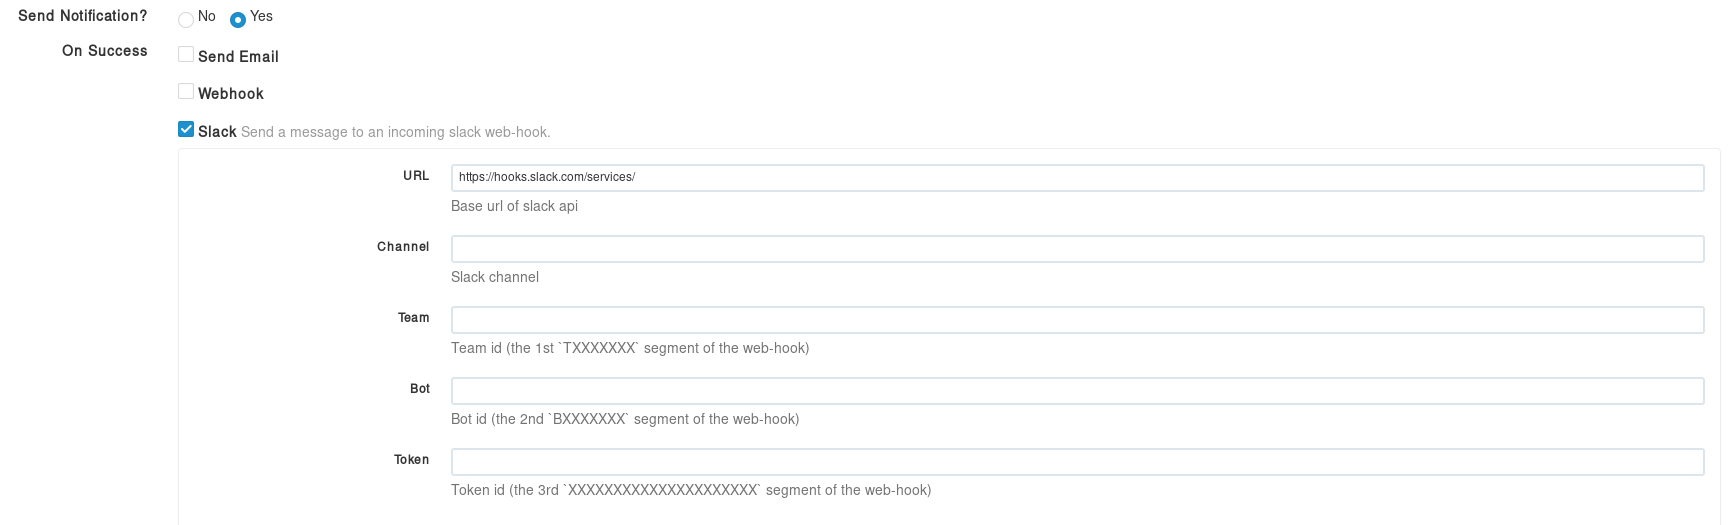 Send Notification? No Yes
On Success Send Email
Webhook
Slack Send a message to an incoming slack web-hook.
URL https://hooks.slack.com/services/
Base url of slack api
Channel
Slack channel
Team
Team id (the 1st `TXXXXXXX` segment of the web-hook)
Bot
Bot id (the 2nd `BXXXXXXX` segment of the web-hook)
Token
Token id (the 3rd `XXXXXXXXXXXXXXXXXXXXX` segment of the web-hook)